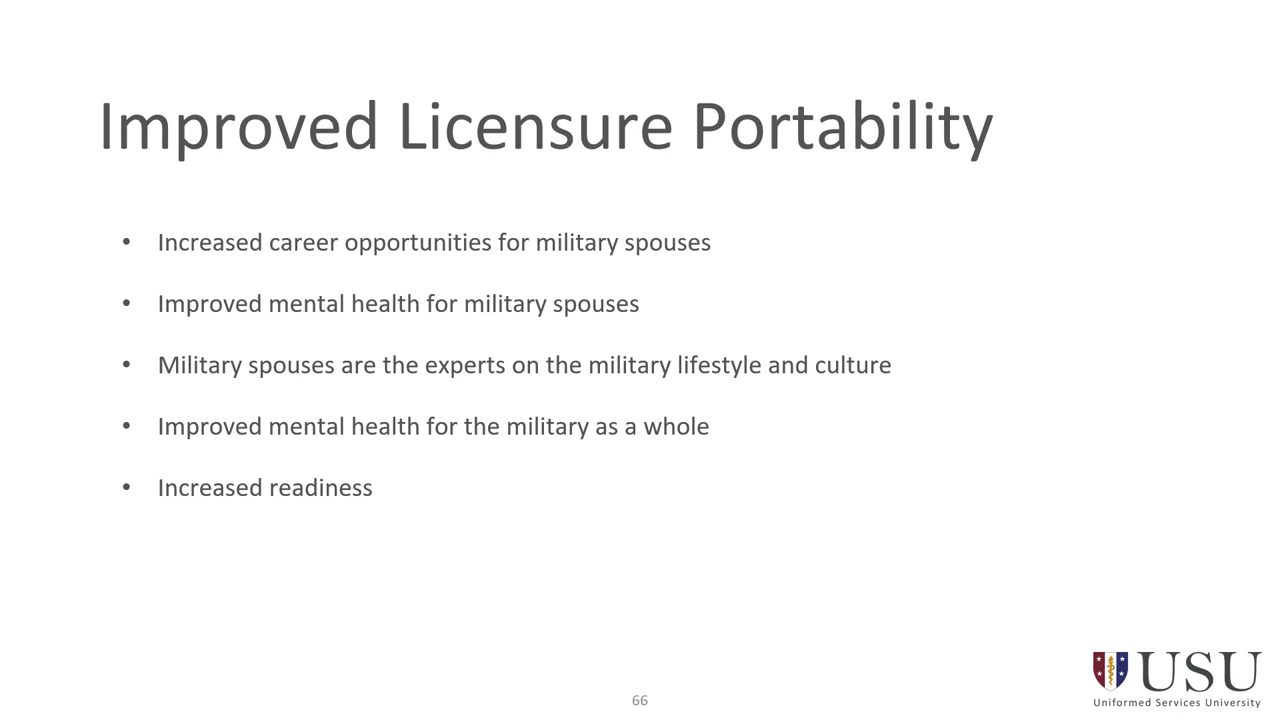 Improved Licensure Portability
• Increased career opportunities for military spouses
• Improved mental health for military spouses
• Military spouses are the experts on the military lifestyle and culture
• Improved mental health for the military as a whole
• Increased readiness
USU
Uniformed Services University
66